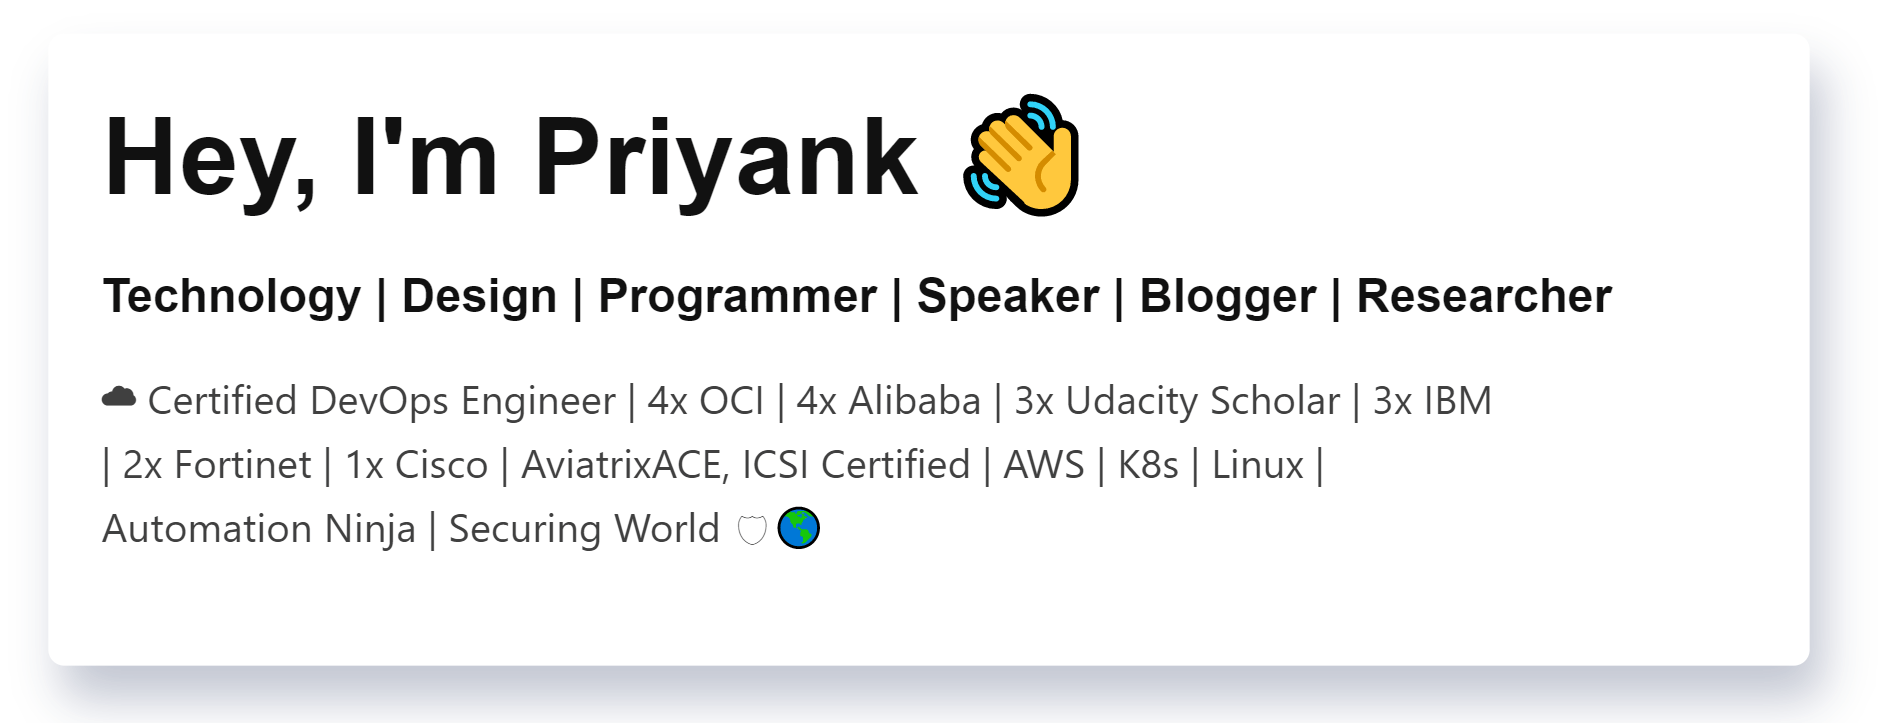 Hey, I'm Priyank 👋
Technology | Design | Programmer | Speaker | Blogger | Researcher
☁ Certified DevOps Engineer | 4x OCI | 4x Alibaba | 3x Udacity Scholar | 3x IBM
| 2x Fortinet | 1x Cisco | AviatrixACE, ICSI Certified | AWS | K8s | Linux |
Automation Ninja | Securing World 🛡🌎